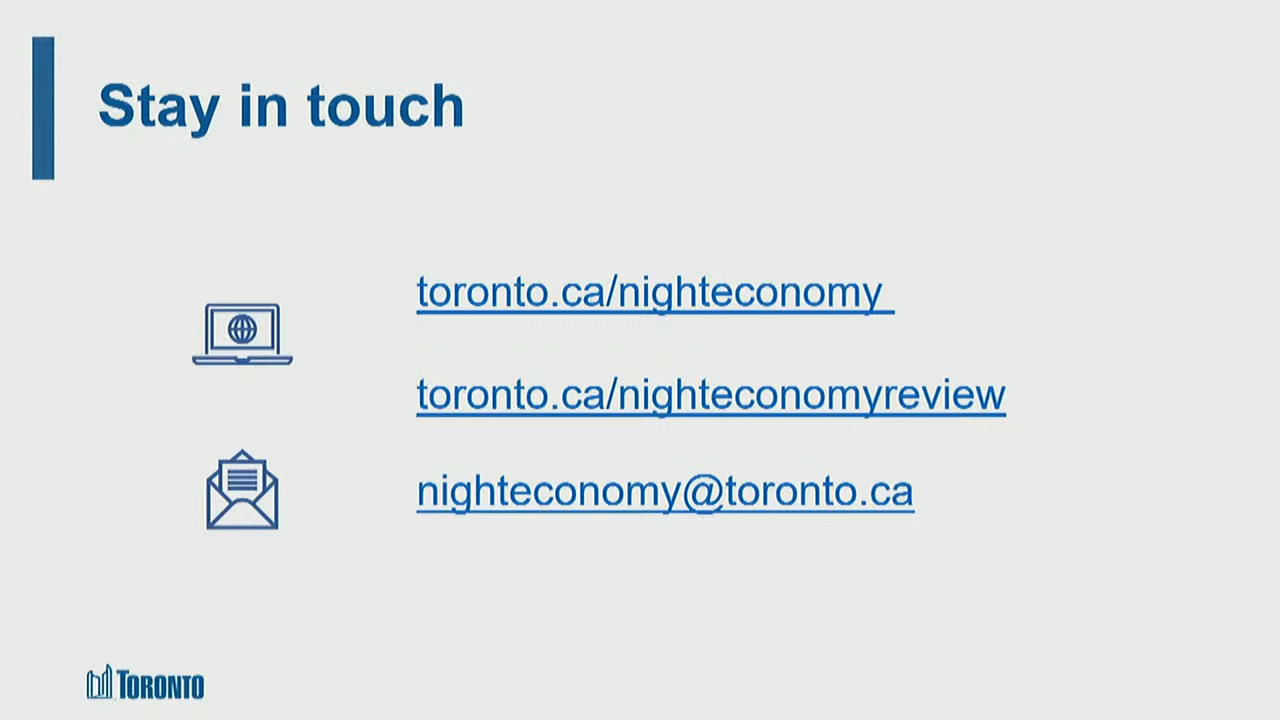 Stay in touch
toronto.ca/nighteconomy
toronto.ca/nighteconomyreview
nighteconomy@toronto.ca
TORONTO